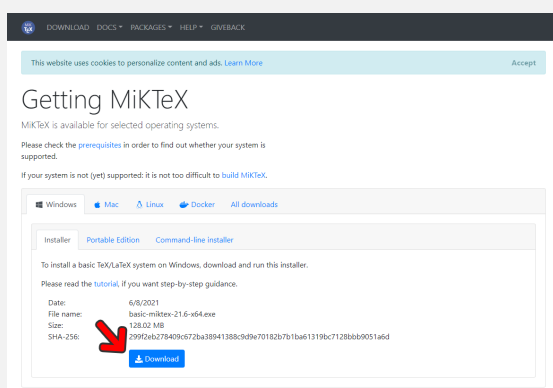 DOWNLOAD DOCS PACKAGES HELP GIVEBACK
This website uses cookies to personalize content and ads. Learn More Accept
Getting MiKTeX
MiKTeX is available for selected operating systems.
Please check the prerequisites in order to find out whether your system is
supported.
If your system is not (yet) supported: it is not too difficult to build MiKTeX.
Windows Mac Linux Docker All downloads
Installer Portable Edition Command-line installer
To install a basic TeX/LaTeX system on Windows, download and run this installer.
Please read the tutorial, if you want step-by-step guidance.
Date: 6/8/2021
File name: basic-miktex-21.6-x64.exe
Size: 128.02 MB
SHA-256: 299f2eb278409c672ba38941388c9d9e70182b7b1ba61319bc7128bbb9051a6d
Download